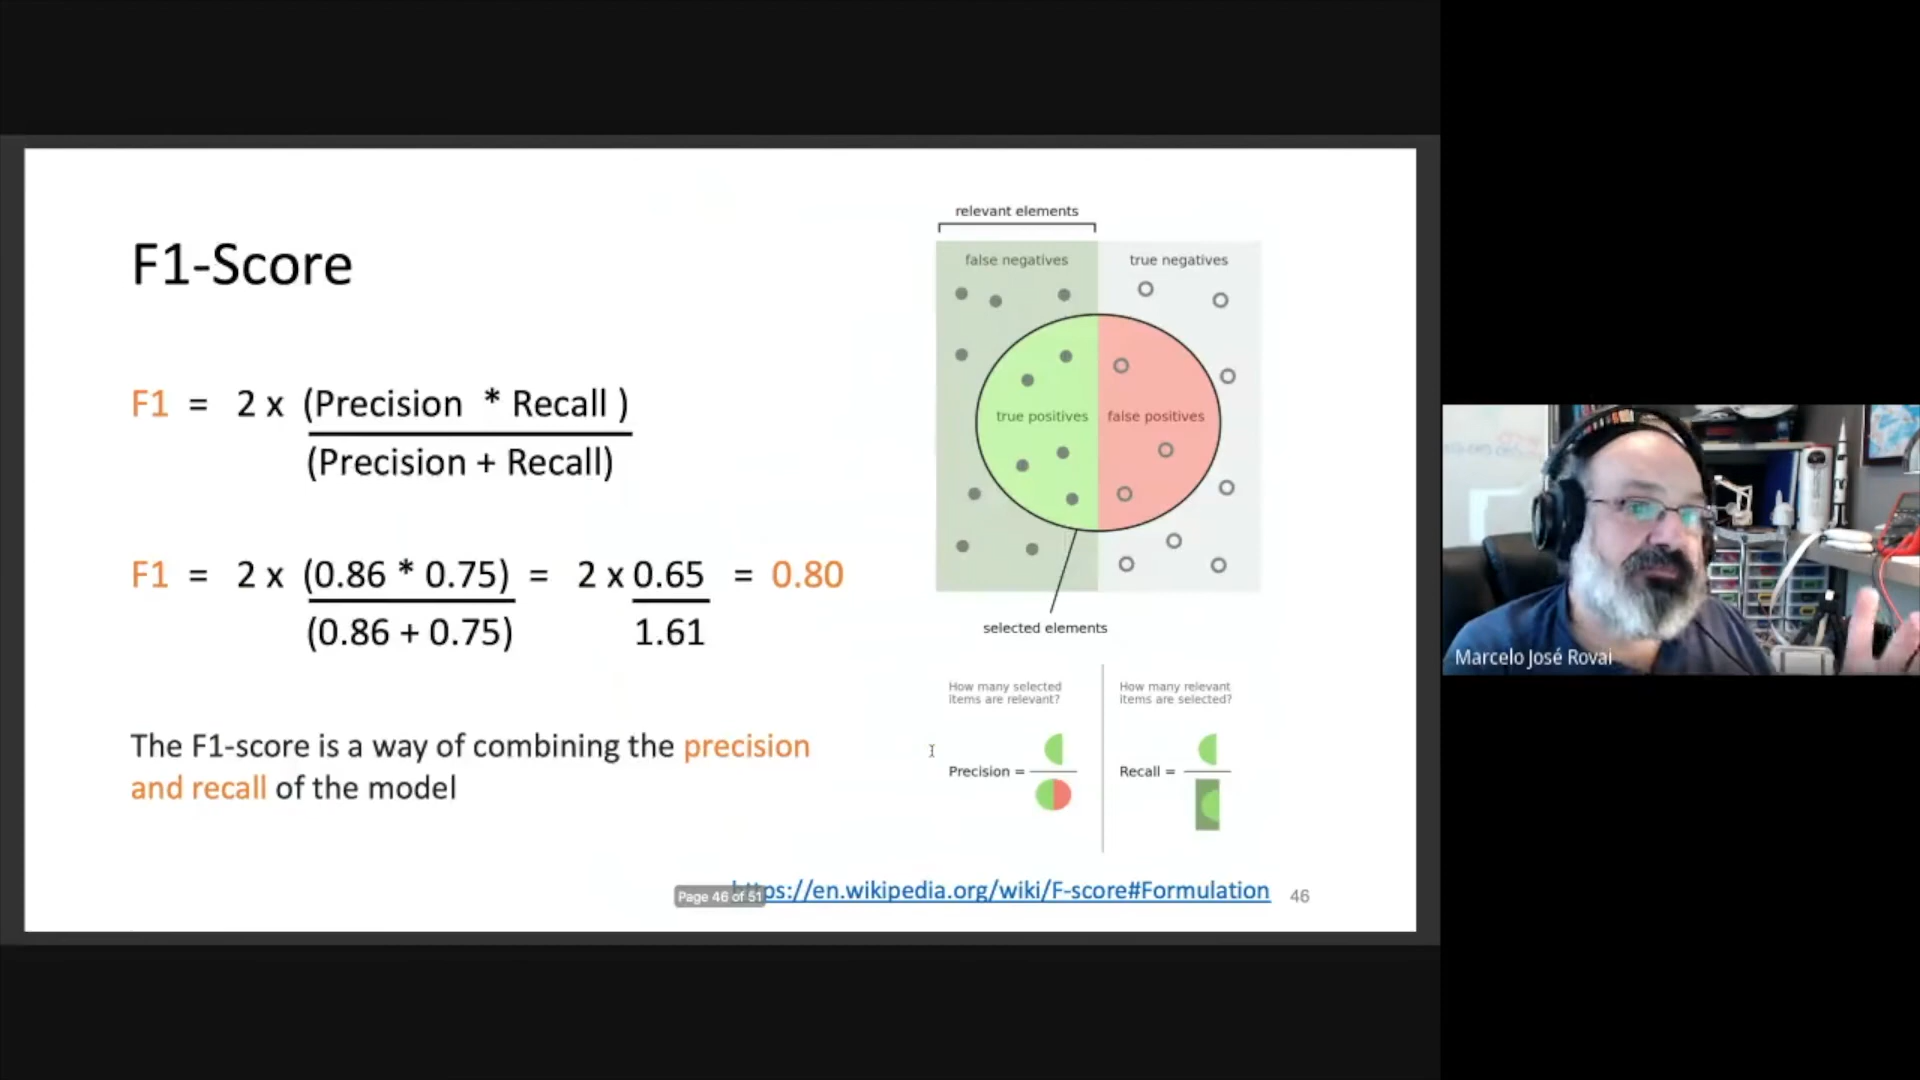 F1-Score
F1 = 2 x (Precision * Recall )
(Precision + Recall)
F1 = 2 x (0.86 * 0.75) = 2 x 0.65 = 0.80
(0.86 + 0.75) 1.61
The F1-score is a way of combining the precision
and recall of the model
relevant elements
false negatives true negatives
true positives false positives
selected elements
How many selected
items are relevant?
Precision =
How many relevant
items are selected?
Recall =
Page 46 of 51
ps://en.wikipedia.org/wiki/F-score#Formulation
46
Marcelo José Rovai